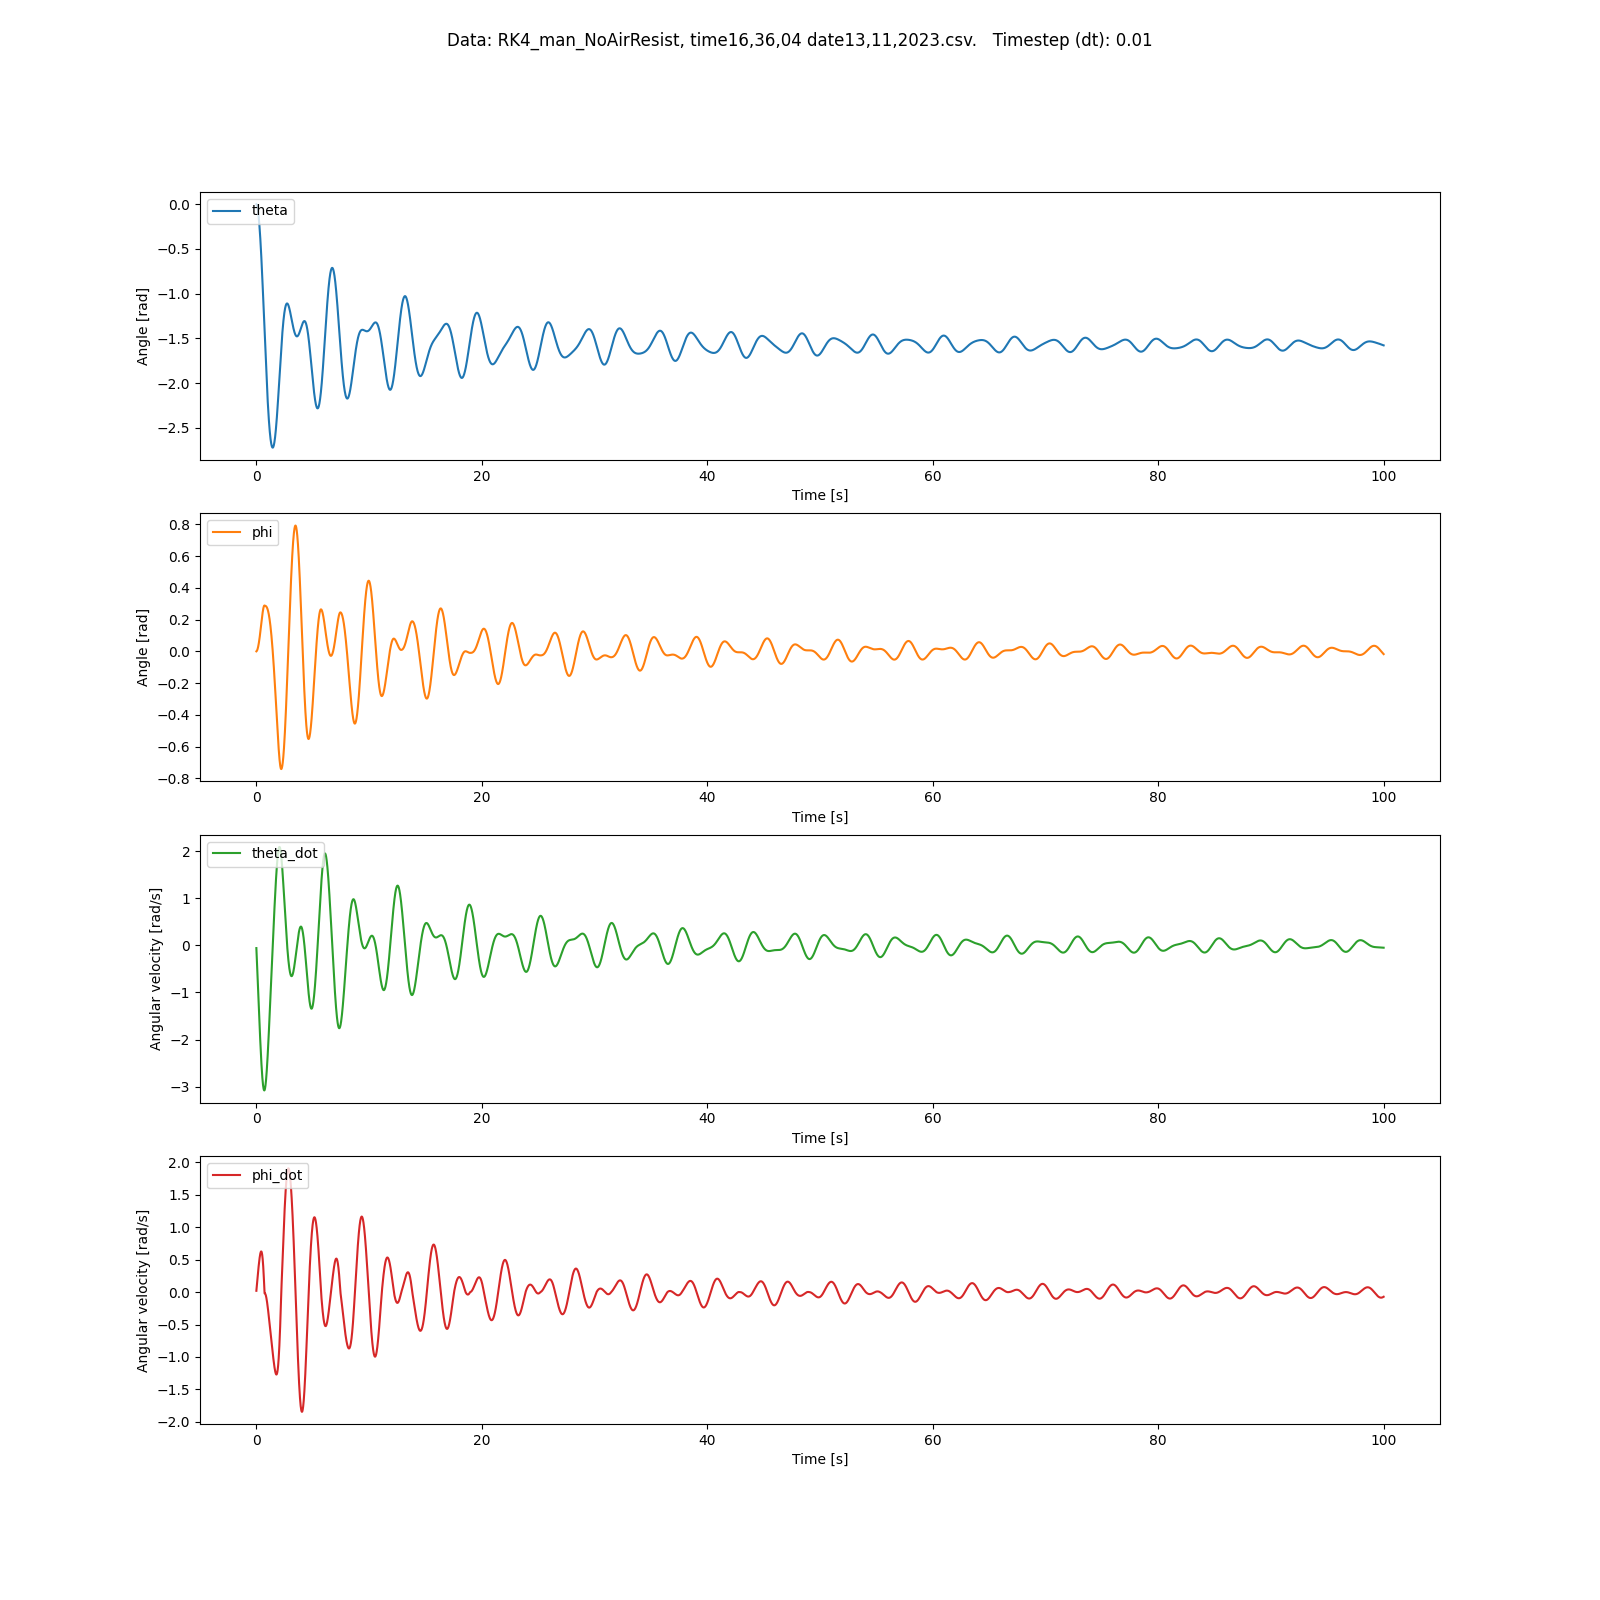 Data: RK4_man_NoAirResist, time16,36,04 date13,11,2023.csv.   Timestep (dt): 0.01
theta
Angle [rad]
0.0
−0.5
−1.0
−1.5
−2.0
−2.5
0 20 40 60 80 100
Time [s]
phi
Angle [rad]
0.8
0.6
0.4
0.2
0.0
−0.2
−0.4
−0.6
−0.8
0 20 40 60 80 100
Time [s]
theta_dot
Angular velocity [rad/s]
2
1
0
−1
−2
−3
0 20 40 60 80 100
Time [s]
phi_dot
Angular velocity [rad/s]
2.0
1.5
1.0
0.5
0.0
−0.5
−1.0
−1.5
−2.0
0 20 40 60 80 100
Time [s]